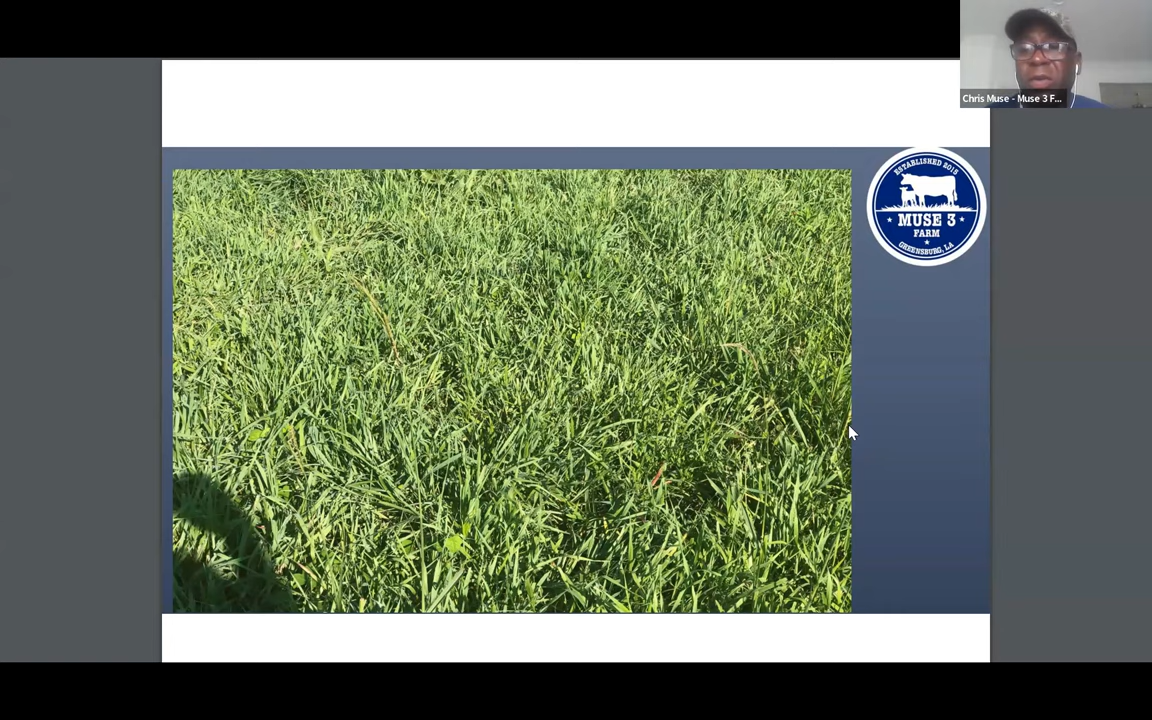 Chris Muse - Muse 3 F...
ESTABLISHED 2015
MUSE 3
FARM
GREENSBURG, LA